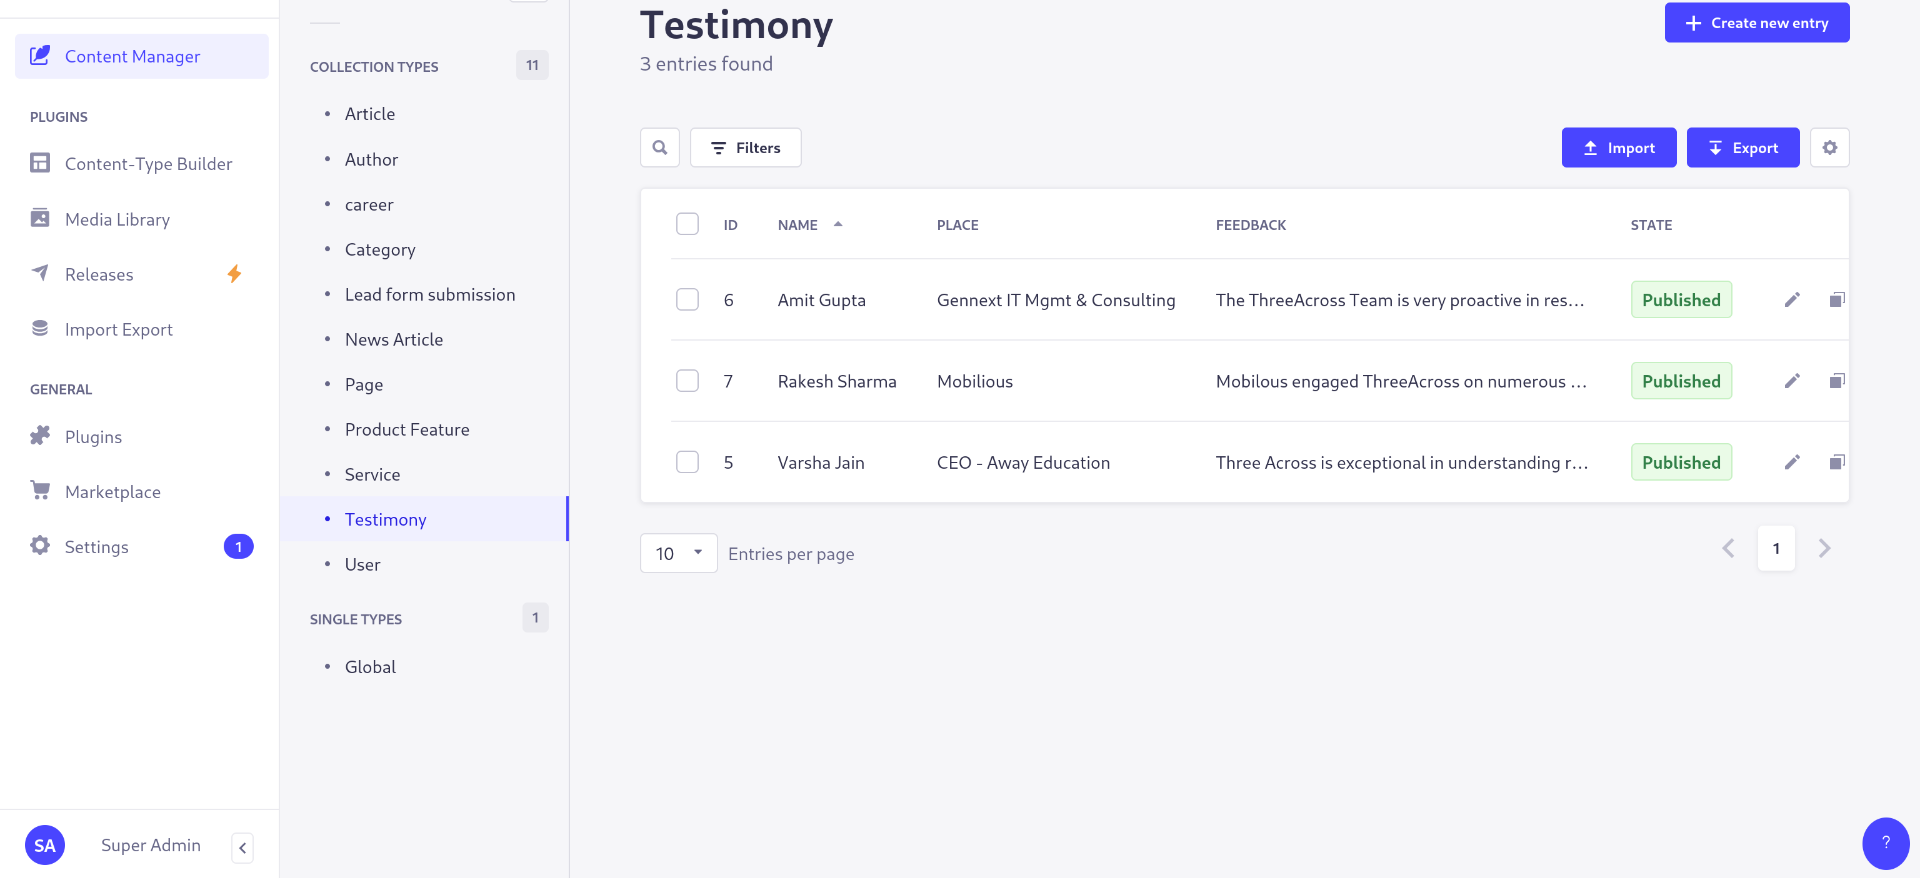 Content Manager
PLUGINS
Content-Type Builder
Media Library
Releases
Import Export
GENERAL
Plugins
Marketplace
Settings 1
SA Super Admin
COLLECTION TYPES 11
Article
Author
career
Category
Lead form submission
News Article
Page
Product Feature
Service
Testimony
User
SINGLE TYPES 1
Global
Testimony
3 entries found
Create new entry
Filters
Import
Export
ID NAME PLACE FEEDBACK STATE
6 Amit Gupta Gennext IT Mgmt & Consulting The ThreeAcross Team is very proactive in res... Published
7 Rakesh Sharma Mobilious Mobilous engaged ThreeAcross on numerous ... Published
5 Varsha Jain CEO - Away Education Three Across is exceptional in understanding r... Published
10 Entries per page
1
?